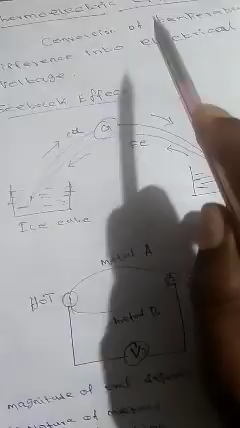 Thermoelectric
Conversion of temperature
difference into electrical
voltage.
Seebeck Effect
cu
G
Fe
Ice cube
metal A
HOT
metal B
V
magnitude of emf depen
Nature of